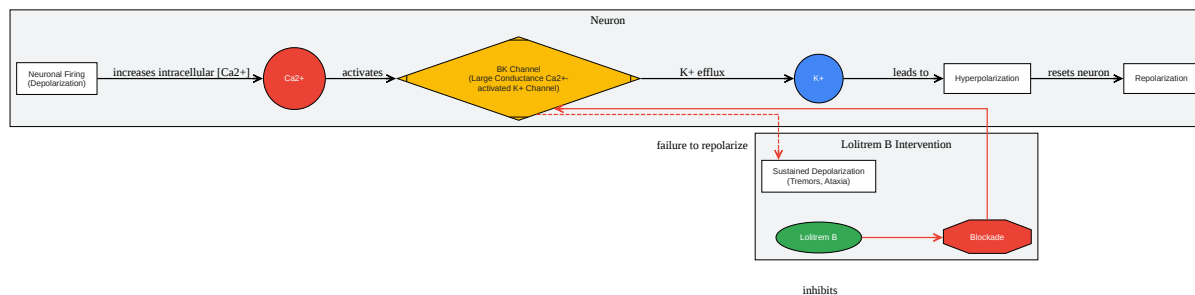 Neuron
Neuronal Firing
(Depolarization)
increases intracellular [Ca2+]
Ca2+
activates
BK Channel
(Large Conductance Ca2+-
activated K+ Channel)
K+ efflux
K+
leads to
Hyperpolarization
resets neuron
Repolarization
failure to repolarize
Lolitrem B Intervention
Sustained Depolarization
(Tremors, Ataxia)
Lolitrem B
Blockade
inhibits